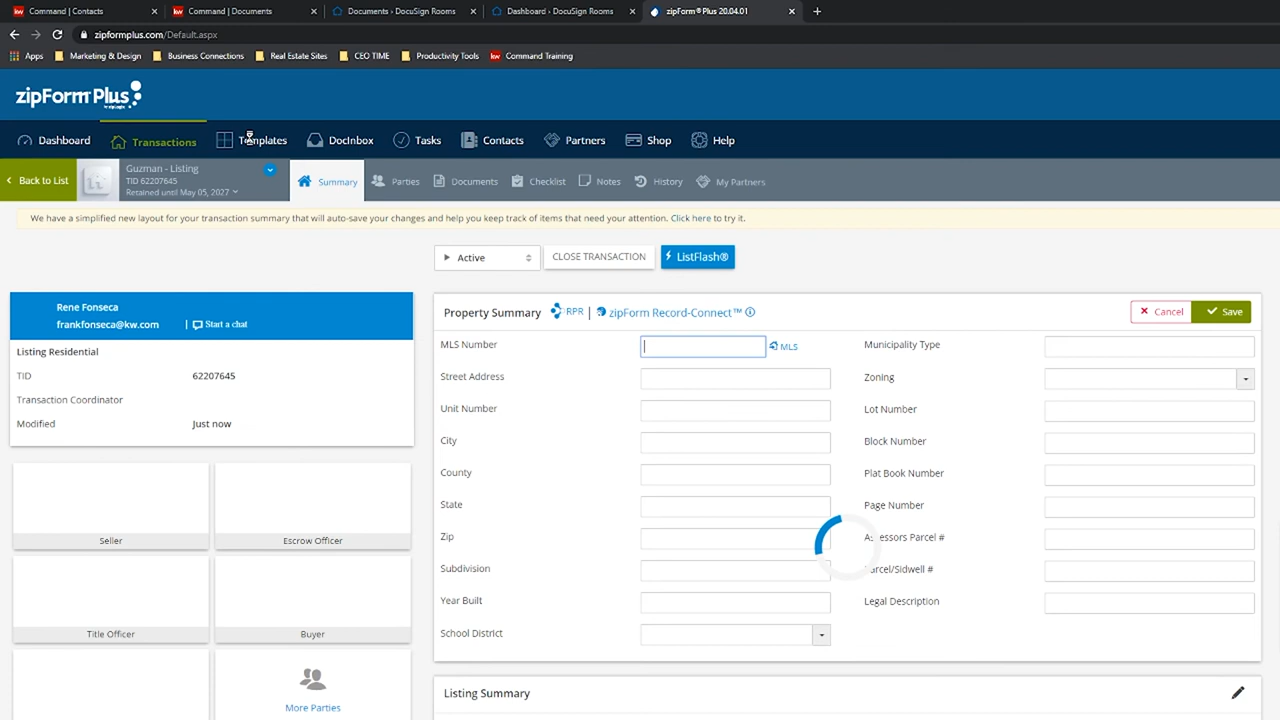 Command | Contacts
Command | Documents
Documents › DocuSign Rooms
Dashboard › DocuSign Rooms
zipForm® Plus 20.04.01
zipformplus.com/Default.aspx
Apps
Marketing & Design
Business Connections
Real Estate Sites
CEO TIME
Productivity Tools
kw Command Training
zipForm Plus
Dashboard
Transactions
Templates
DocInbox
Tasks
Contacts
Partners
Shop
Help
Back to List
Guzman - Listing
TID 62207645
Retained until May 05, 2027
Summary
Parties
Documents
Checklist
Notes
History
My Partners
We have a simplified new layout for your transaction summary that will auto-save your changes and help you keep track of items that need your attention. Click here to try it.
Active
CLOSE TRANSACTION
ListFlash®
Rene Fonseca
frankfonseca@kw.com | Start a chat
Listing Residential
TID 62207645
Transaction Coordinator
Modified Just now
Seller
Escrow Officer
Title Officer
Buyer
More Parties
Property Summary RPR | zipForm Record-Connect™
Cancel
Save
MLS Number
MLS
Street Address
Unit Number
City
County
State
Zip
Subdivision
Year Built
School District
Municipality Type
Zoning
Lot Number
Block Number
Plat Book Number
Page Number
Assessors Parcel #
Parcel/Sidwell #
Legal Description
Listing Summary